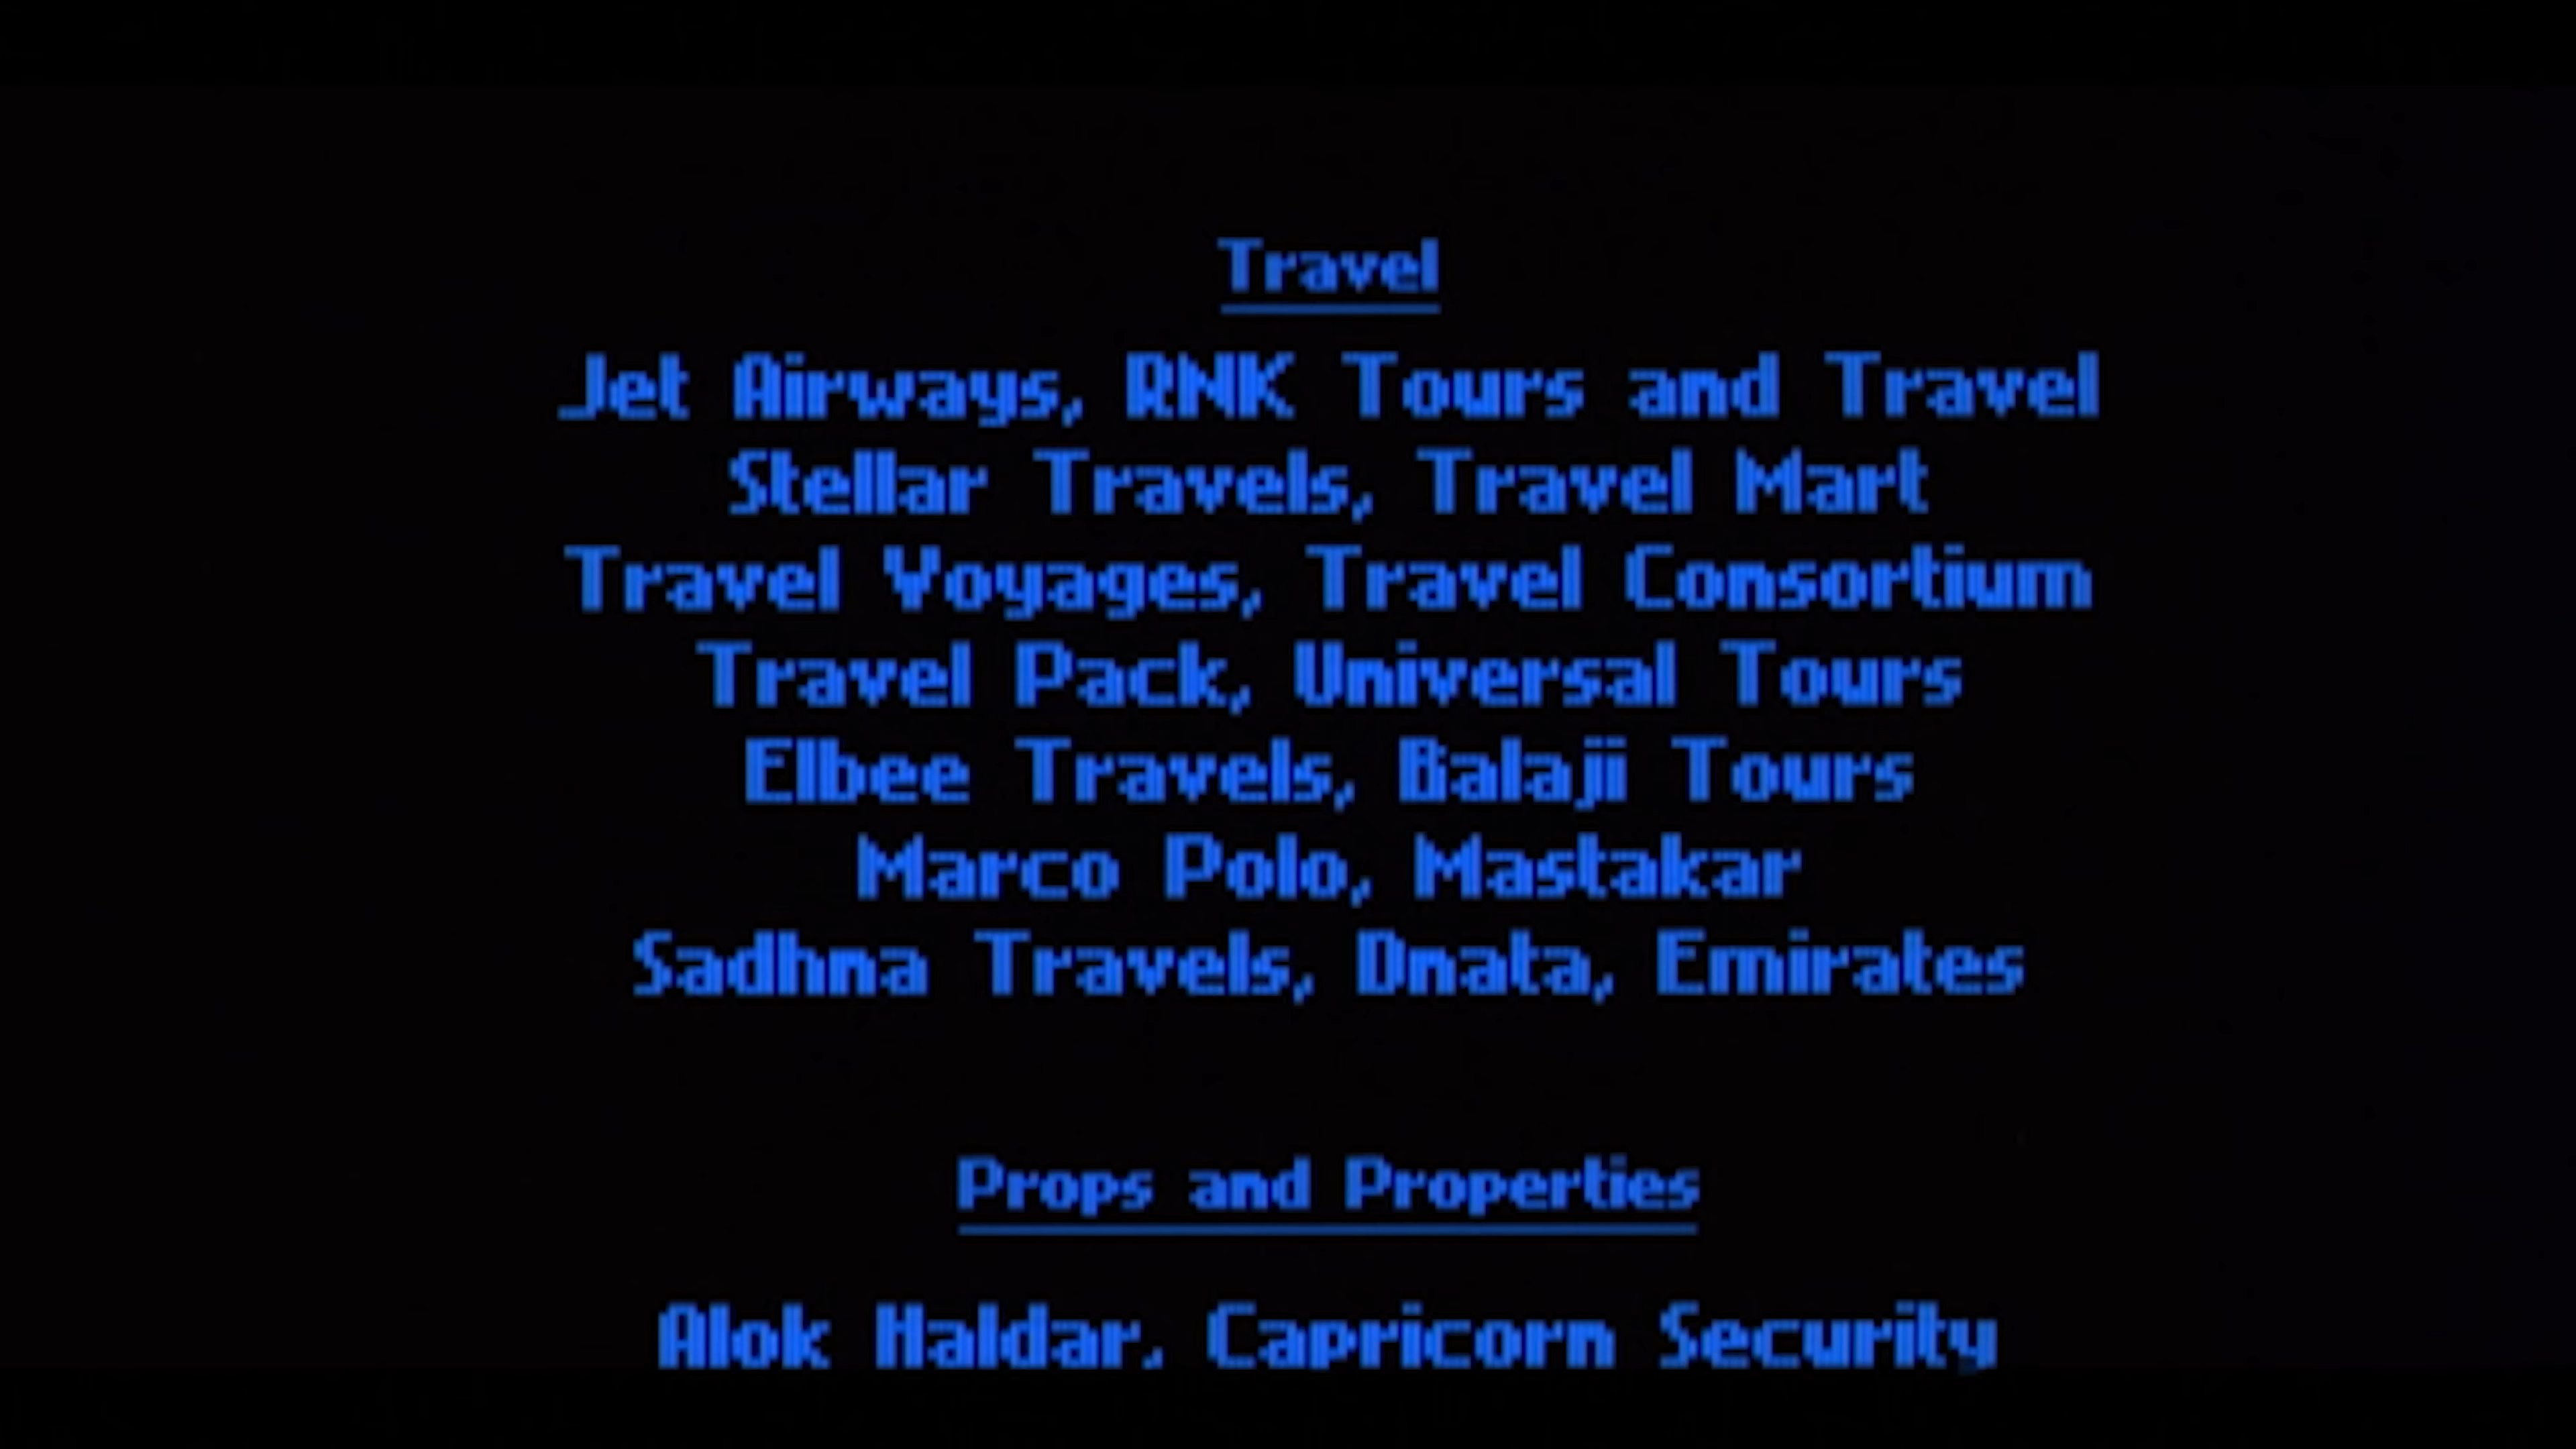 Travel
Jet Airways, RNK Tours and Travel
Stellar Travels, Travel Mart
Travel Voyages, Travel Consortium
Travel Pack, Universal Tours
Elbee Travels, Balaji Tours
Marco Polo, Mastakar
Sadhna Travels, Dnata, Emirates
Props and Properties
Alok Haldar, Capricorn Security